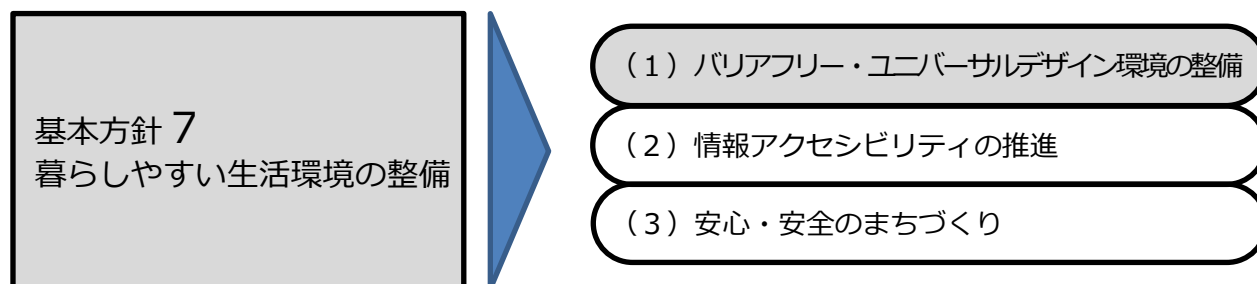 基本方針 7
暮らしやすい生活環境の整備
（１）バリアフリー・ユニバーサルデザイン環境の整備
（２）情報アクセシビリティの推進
（３）安心・安全のまちづくり